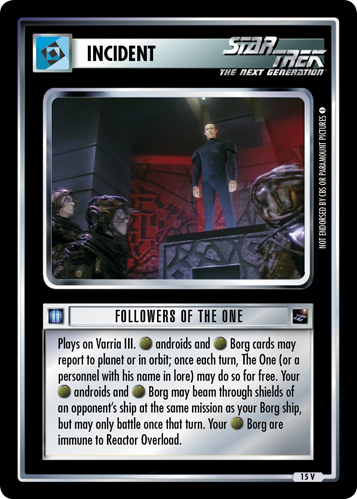 INCIDENT
STAR TREK
THE NEXT GENERATION
NOT ENDORSED BY CBS OR PARAMOUNT PICTURES
FOLLOWERS OF THE ONE
Plays on Varria III. androids and Borg cards may
report to planet or in orbit; once each turn, The One (or a
personnel with his name in lore) may do so for free. Your
androids and Borg may beam through shields
of an opponent's ship at the same mission as your Borg ship,
but may only battle once that turn. Your Borg are
immune to Reactor Overload.
15 V